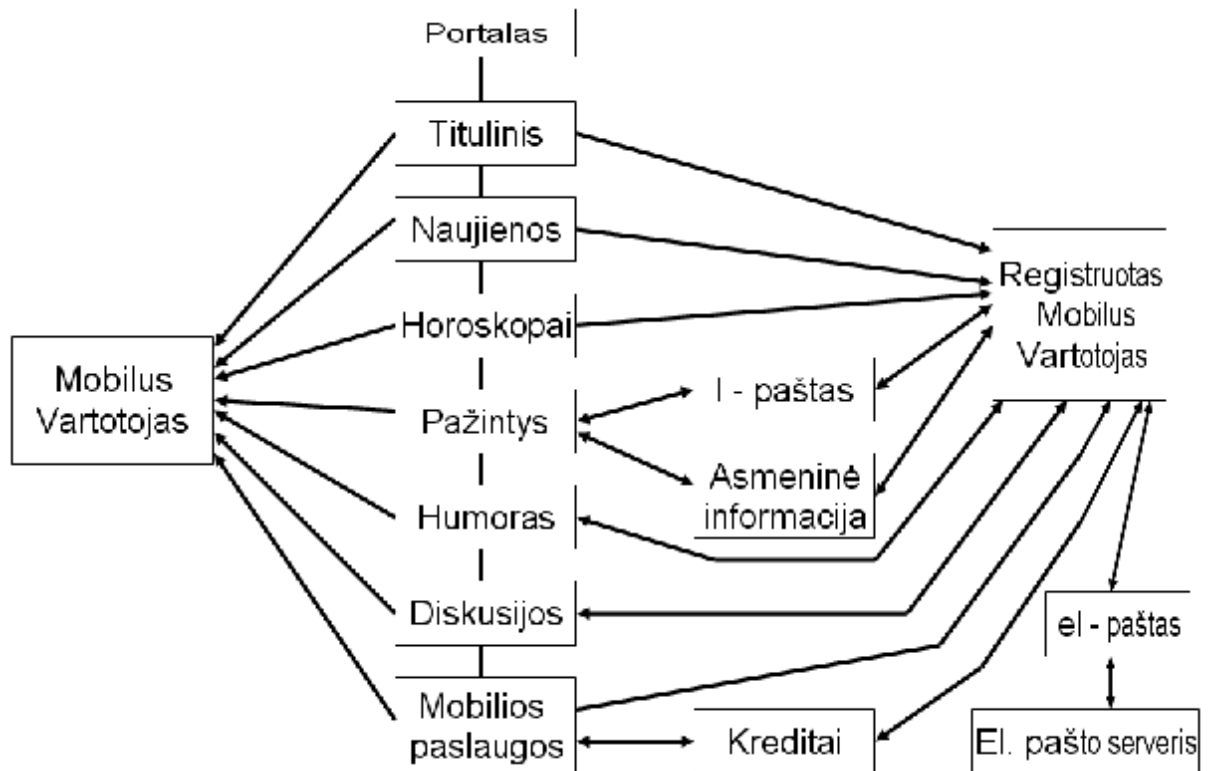 Portalas
Titulinis
Naujienos
Horoskopai
Pažintys
Humoras
Diskusijos
Mobilios
paslaugos
Mobilus
Vartotojas
I - paštas
Asmeninė
informacija
Kreditai
Registruotas
Mobilus
Vartotojas
el - paštas
El. pašto serveris